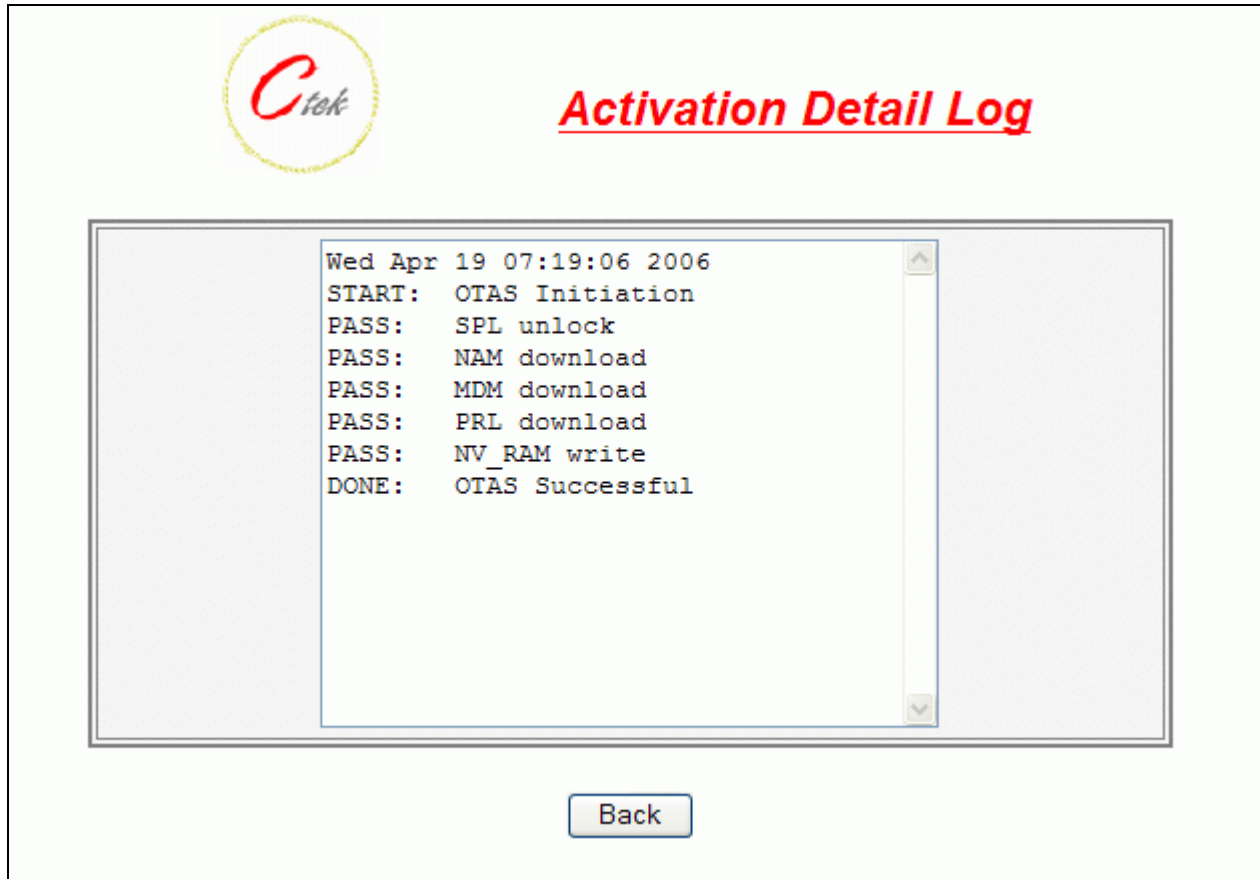 Ctek
Activation Detail Log
Wed Apr 19 07:19:06 2006
START:  OTAS Initiation
PASS:   SPL unlock
PASS:   NAM download
PASS:   MDM download
PASS:   PRL download
PASS:   NV_RAM write
DONE:   OTAS Successful
Back